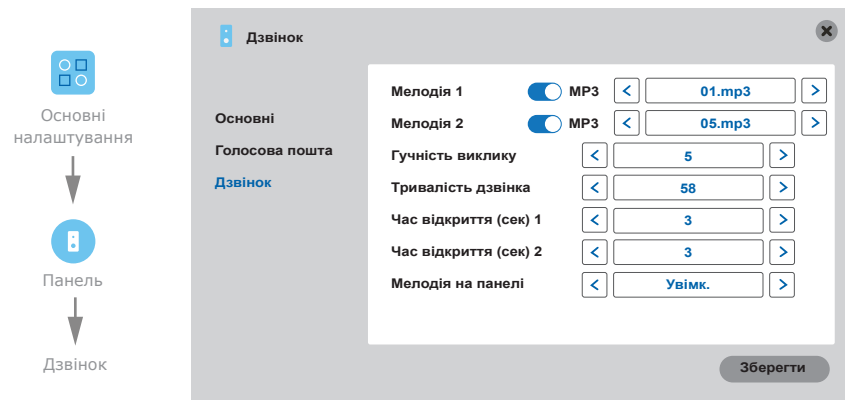 Основні
налаштування
Панель
Дзвінок
Дзвінок
Основні
Голосова пошта
Дзвінок
Мелодія 1 MP3 < 01.mp3 >
Мелодія 2 MP3 < 05.mp3 >
Гучність виклику < 5 >
Тривалість дзвінка < 58 >
Час відкриття (сек) 1 < 3 >
Час відкриття (сек) 2 < 3 >
Мелодія на панелі < Увімк. >
Зберегти